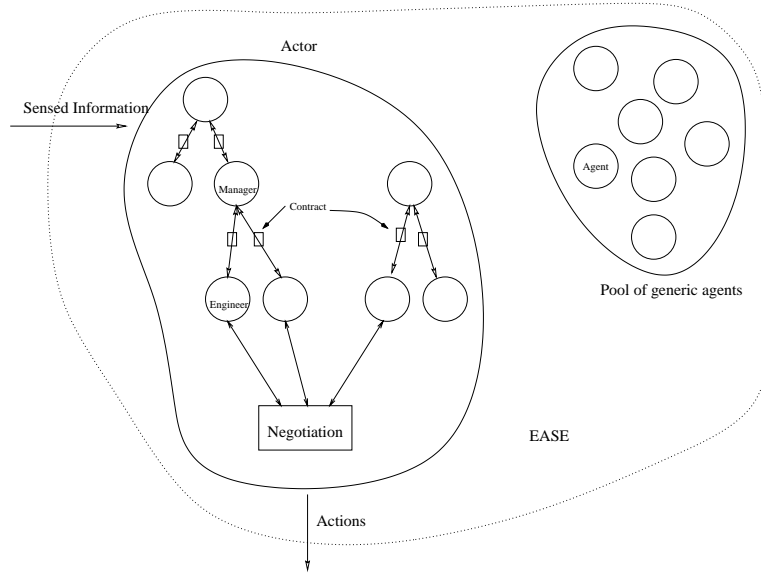 Actor
Sensed Information
Agent
Manager
Contract
Pool of generic agents
Engineer
Negotiation
EASE
Actions